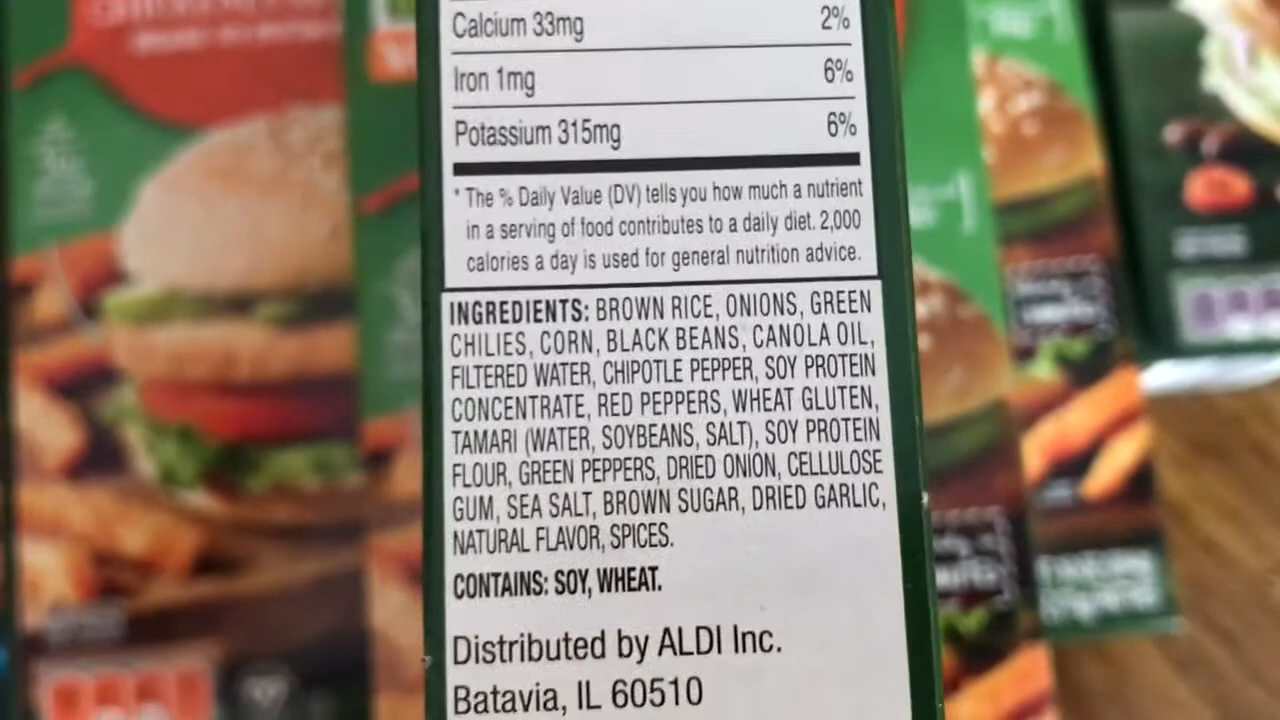 Calcium 33mg 2%
Iron 1mg 6%
Potassium 315mg 6%
* The % Daily Value (DV) tells you how much a nutrient
in a serving of food contributes to a daily diet. 2,000
calories a day is used for general nutrition advice.
INGREDIENTS: BROWN RICE, ONIONS, GREEN
CHILIES, CORN, BLACK BEANS, CANOLA OIL,
FILTERED WATER, CHIPOTLE PEPPER, SOY PROTEIN
CONCENTRATE, RED PEPPERS, WHEAT GLUTEN,
TAMARI (WATER, SOYBEANS, SALT), SOY PROTEIN
FLOUR, GREEN PEPPERS, DRIED ONION, CELLULOSE
GUM, SEA SALT, BROWN SUGAR, DRIED GARLIC,
NATURAL FLAVOR, SPICES.
CONTAINS: SOY, WHEAT.
Distributed by ALDI Inc.
Batavia, IL 60510